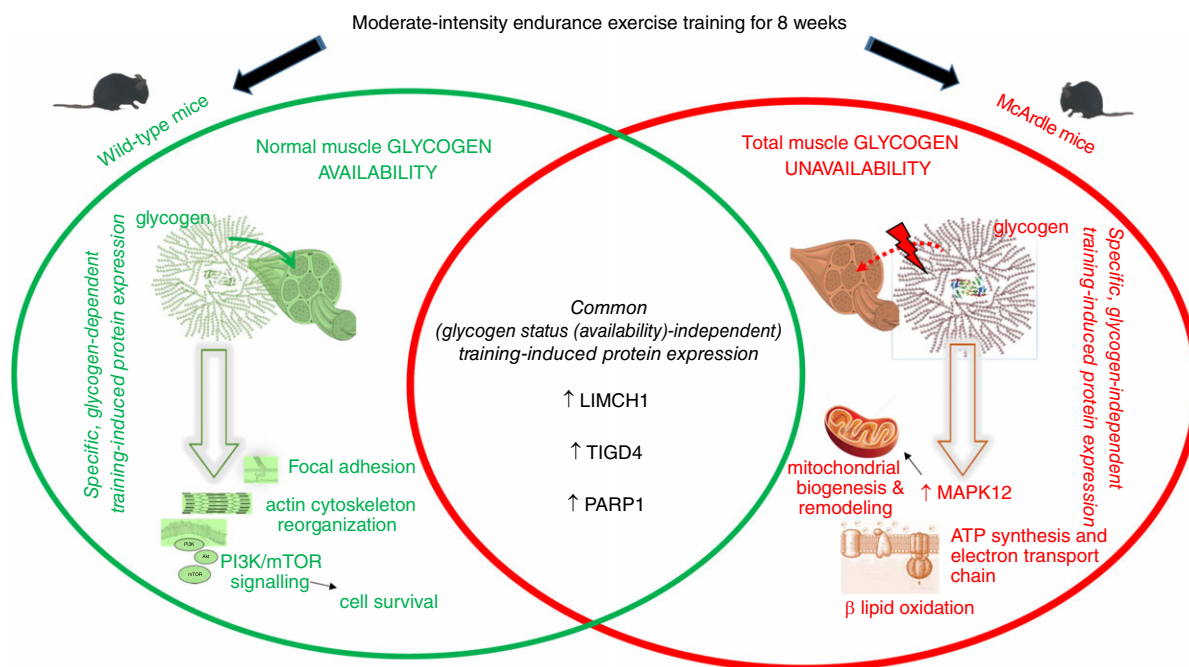 Moderate-intensity endurance exercise training for 8 weeks
Wild-type mice
Normal muscle GLYCOGEN
AVAILABILITY
glycogen
Specific, glycogen-dependent
training-induced protein expression
Focal adhesion
actin cytoskeleton
reorganization
PI3K
Akt
mTOR
PI3K/mTOR
signalling
cell survival
Common
(glycogen status (availability)-independent)
training-induced protein expression
↑ LIMCH1
↑ TIGD4
↑ PARP1
McArdle mice
Total muscle GLYCOGEN
UNAVAILABILITY
glycogen
Specific, glycogen-independent
training-induced protein expression
mitochondrial
biogenesis &
remodeling
↑ MAPK12
ATP synthesis and
electron transport
chain
β lipid oxidation